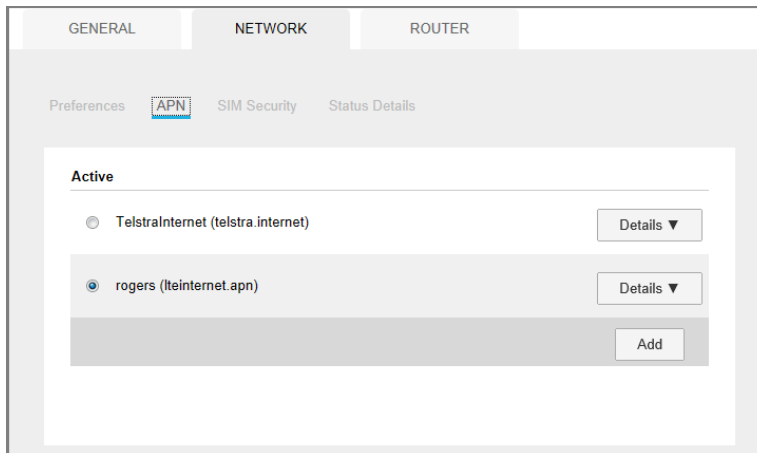 GENERAL NETWORK ROUTER
Preferences APN SIM Security Status Details
Active
TelstraInternet (telstra.internet) Details ▼
rogers (lteinternet.apn) Details ▼
Add